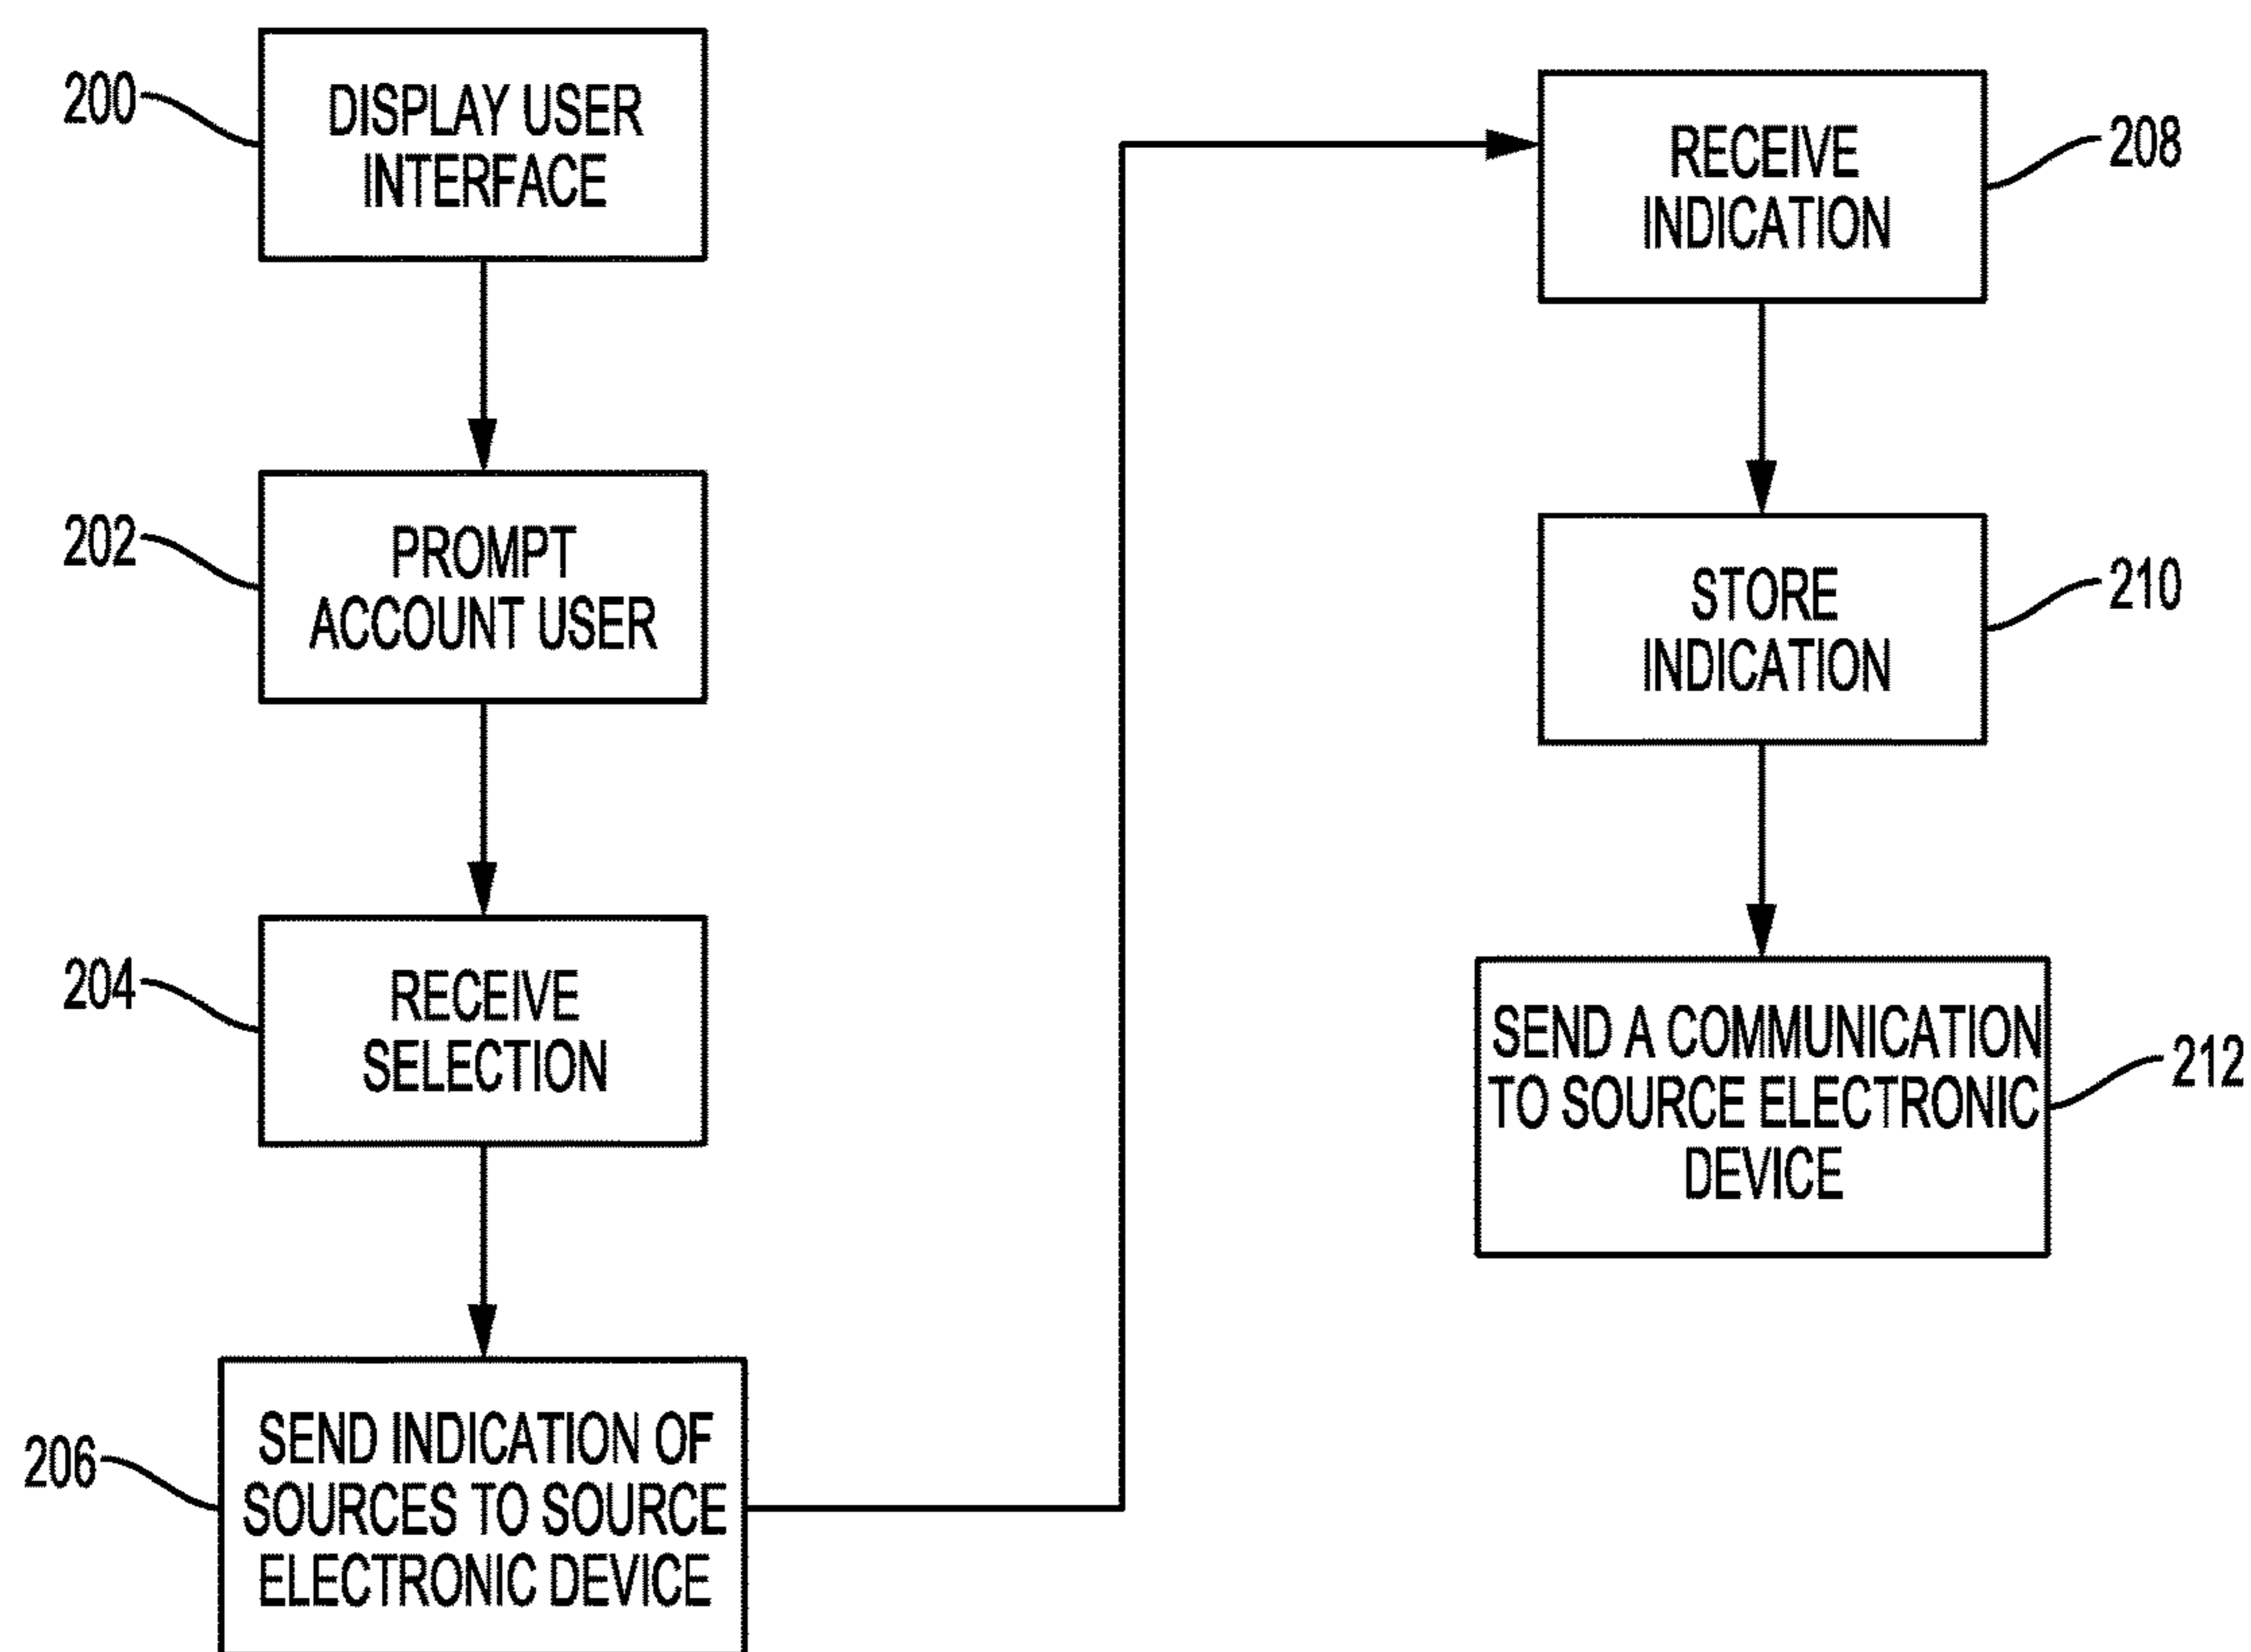 200
DISPLAY USER
INTERFACE
202
PROMPT
ACCOUNT USER
204
RECEIVE
SELECTION
206
SEND INDICATION OF
SOURCES TO SOURCE
ELECTRONIC DEVICE
RECEIVE
INDICATION
208
STORE
INDICATION
210
SEND A COMMUNICATION
TO SOURCE ELECTRONIC
DEVICE
212